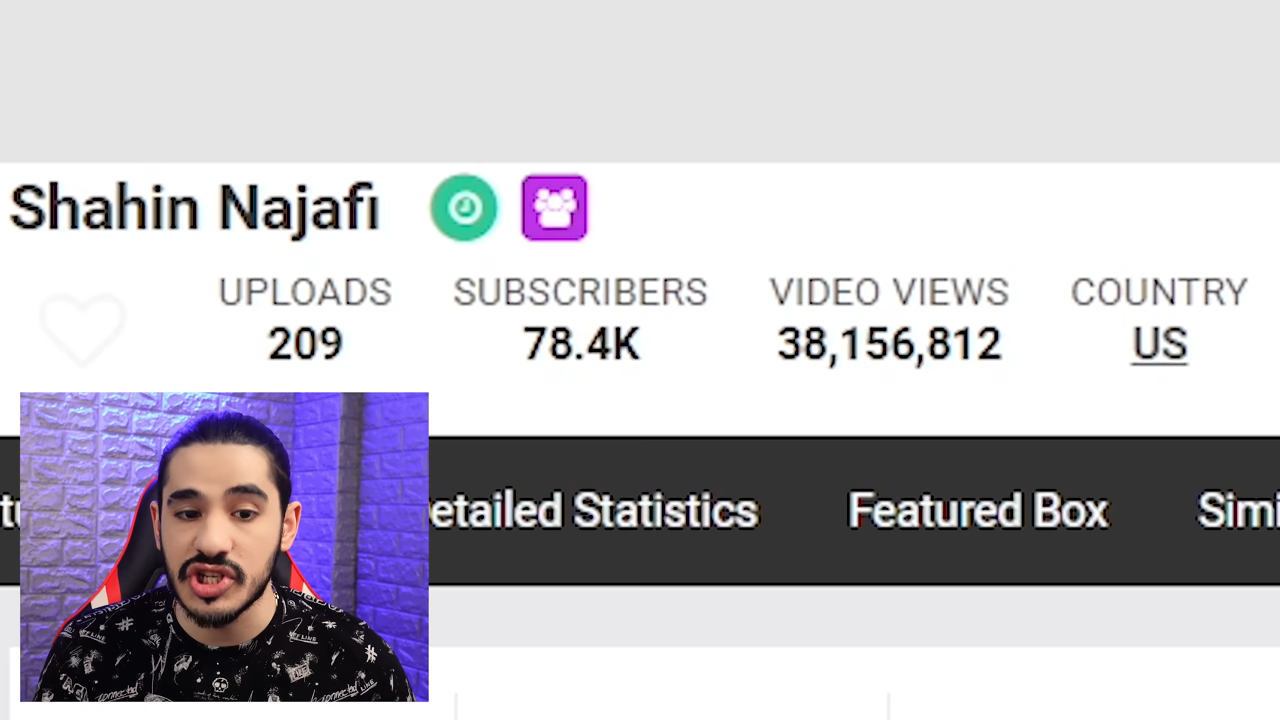 Shahin Najafi
UPLOADS SUBSCRIBERS VIDEO VIEWS COUNTRY
209 78.4K 38,156,812 US
etailed Statistics Featured Box Simi
connected